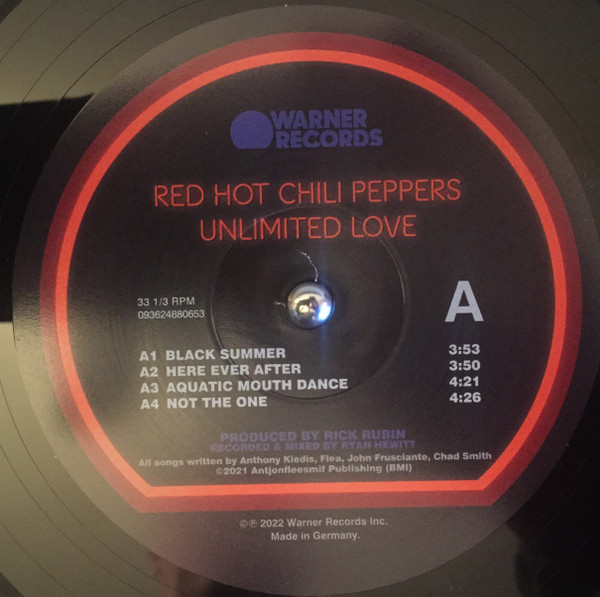 WARNER
RECORDS
RED HOT CHILI PEPPERS
UNLIMITED LOVE
33 1/3 RPM
093624880653
A
A1 BLACK SUMMER 3:53
A2 HERE EVER AFTER 3:50
A3 AQUATIC MOUTH DANCE 4:21
A4 NOT THE ONE 4:26
PRODUCED BY RICK RUBIN
RECORDED & MIXED BY RYAN HEWITT
All songs written by Anthony Kiedis, Flea, John Frusciante, Chad Smith
©2021 Antjonfleesmif Publishing (BMI)
©℗ 2022 Warner Records Inc.
Made in Germany.